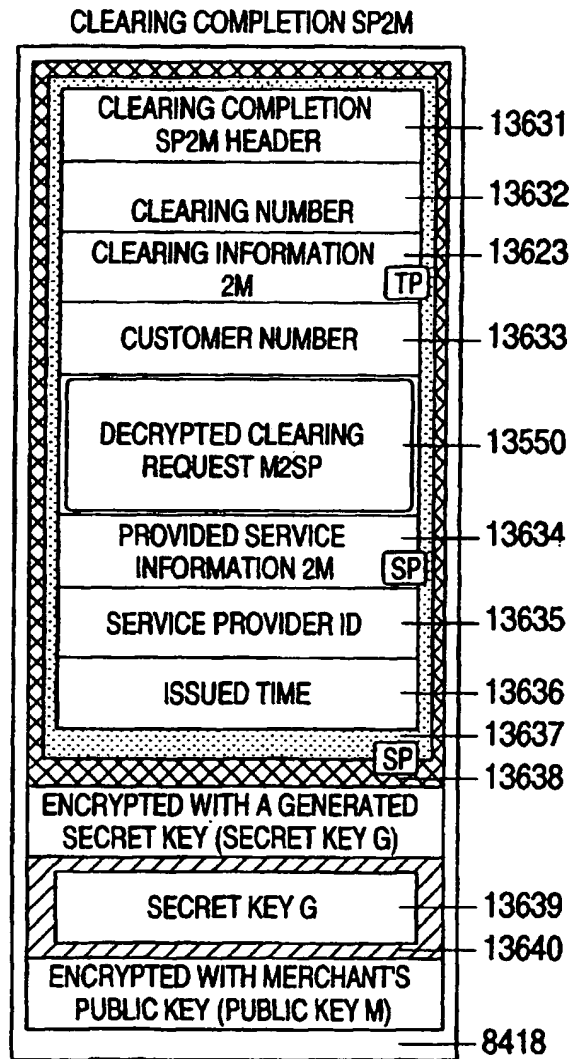 CLEARING COMPLETION SP2M
CLEARING COMPLETION
SP2M HEADER
13631
CLEARING NUMBER
13632
CLEARING INFORMATION
2M
TP
13623
CUSTOMER NUMBER
13633
DECRYPTED CLEARING
REQUEST M2SP
13550
PROVIDED SERVICE
INFORMATION 2M
SP
13634
SERVICE PROVIDER ID
13635
ISSUED TIME
13636
13637
SP
13638
ENCRYPTED WITH A GENERATED
SECRET KEY (SECRET KEY G)
SECRET KEY G
13639
13640
ENCRYPTED WITH MERCHANT'S
PUBLIC KEY (PUBLIC KEY M)
8418